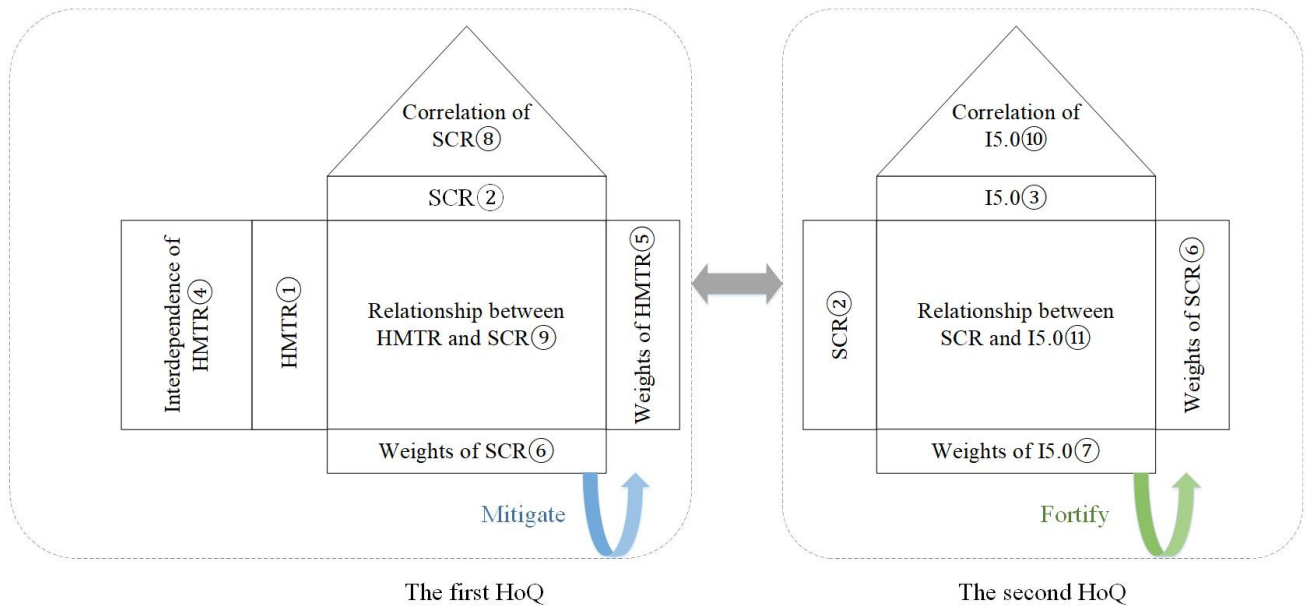 Correlation of
SCR⑧
SCR②
Interdependence of
HMTR④
HMTR①
Relationship between
HMTR and SCR⑨
Weights of HMTR⑤
Weights of SCR⑥
Mitigate
The first HoQ
Correlation of
I5.0⑩
I5.0③
SCR②
Relationship between
SCR and I5.0⑪
Weights of SCR⑥
Weights of I5.0⑦
Fortify
The second HoQ